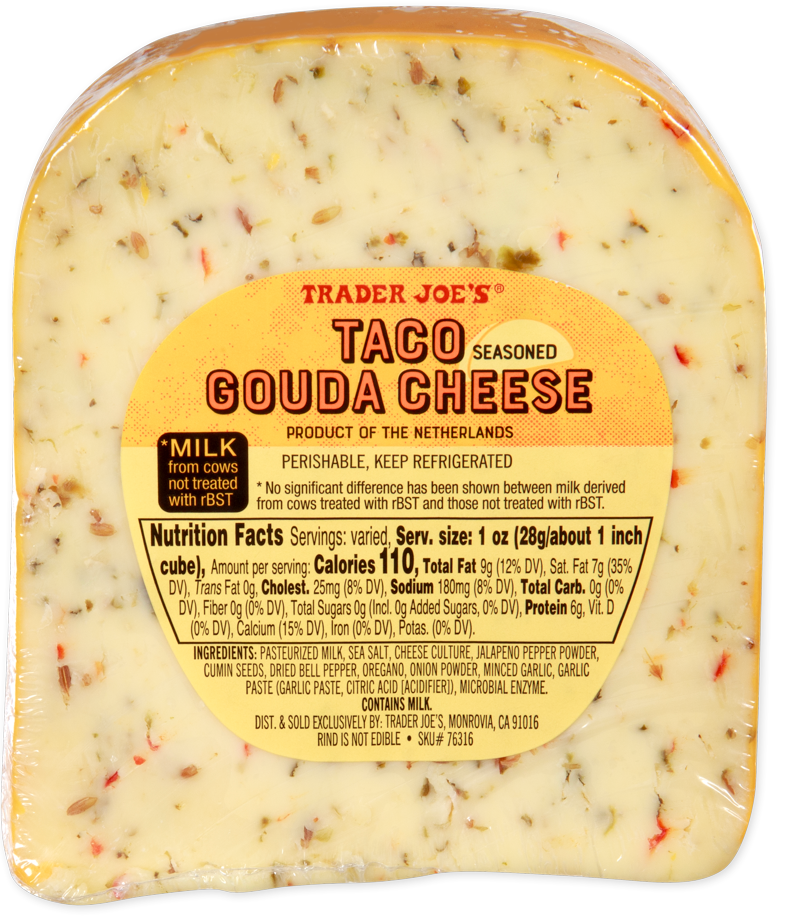 TRADER JOE'S®
TACO SEASONED
GOUDA CHEESE
PRODUCT OF THE NETHERLANDS
*MILK
from cows
not treated
with rBST
PERISHABLE, KEEP REFRIGERATED
* No significant difference has been shown between milk derived
from cows treated with rBST and those not treated with rBST.
Nutrition Facts Servings: varied, Serv. size: 1 oz (28g/about 1 inch
cube), Amount per serving: Calories 110, Total Fat 9g (12% DV), Sat. Fat 7g (35%
DV), Trans Fat 0g, Cholest. 25mg (8% DV), Sodium 180mg (8% DV), Total Carb. 0g (0%
DV), Fiber 0g (0% DV), Total Sugars 0g (Incl. 0g Added Sugars, 0% DV), Protein 6g, Vit. D
(0% DV), Calcium (15% DV), Iron (0% DV), Potas. (0% DV).
INGREDIENTS: PASTEURIZED MILK, SEA SALT, CHEESE CULTURE, JALAPENO PEPPER POWDER,
CUMIN SEEDS, DRIED BELL PEPPER, OREGANO, ONION POWDER, MINCED GARLIC, GARLIC
PASTE (GARLIC PASTE, CITRIC ACID [ACIDIFIER]), MICROBIAL ENZYME.
CONTAINS MILK.
DIST. & SOLD EXCLUSIVELY BY: TRADER JOE'S, MONROVIA, CA 91016
RIND IS NOT EDIBLE • SKU# 76316